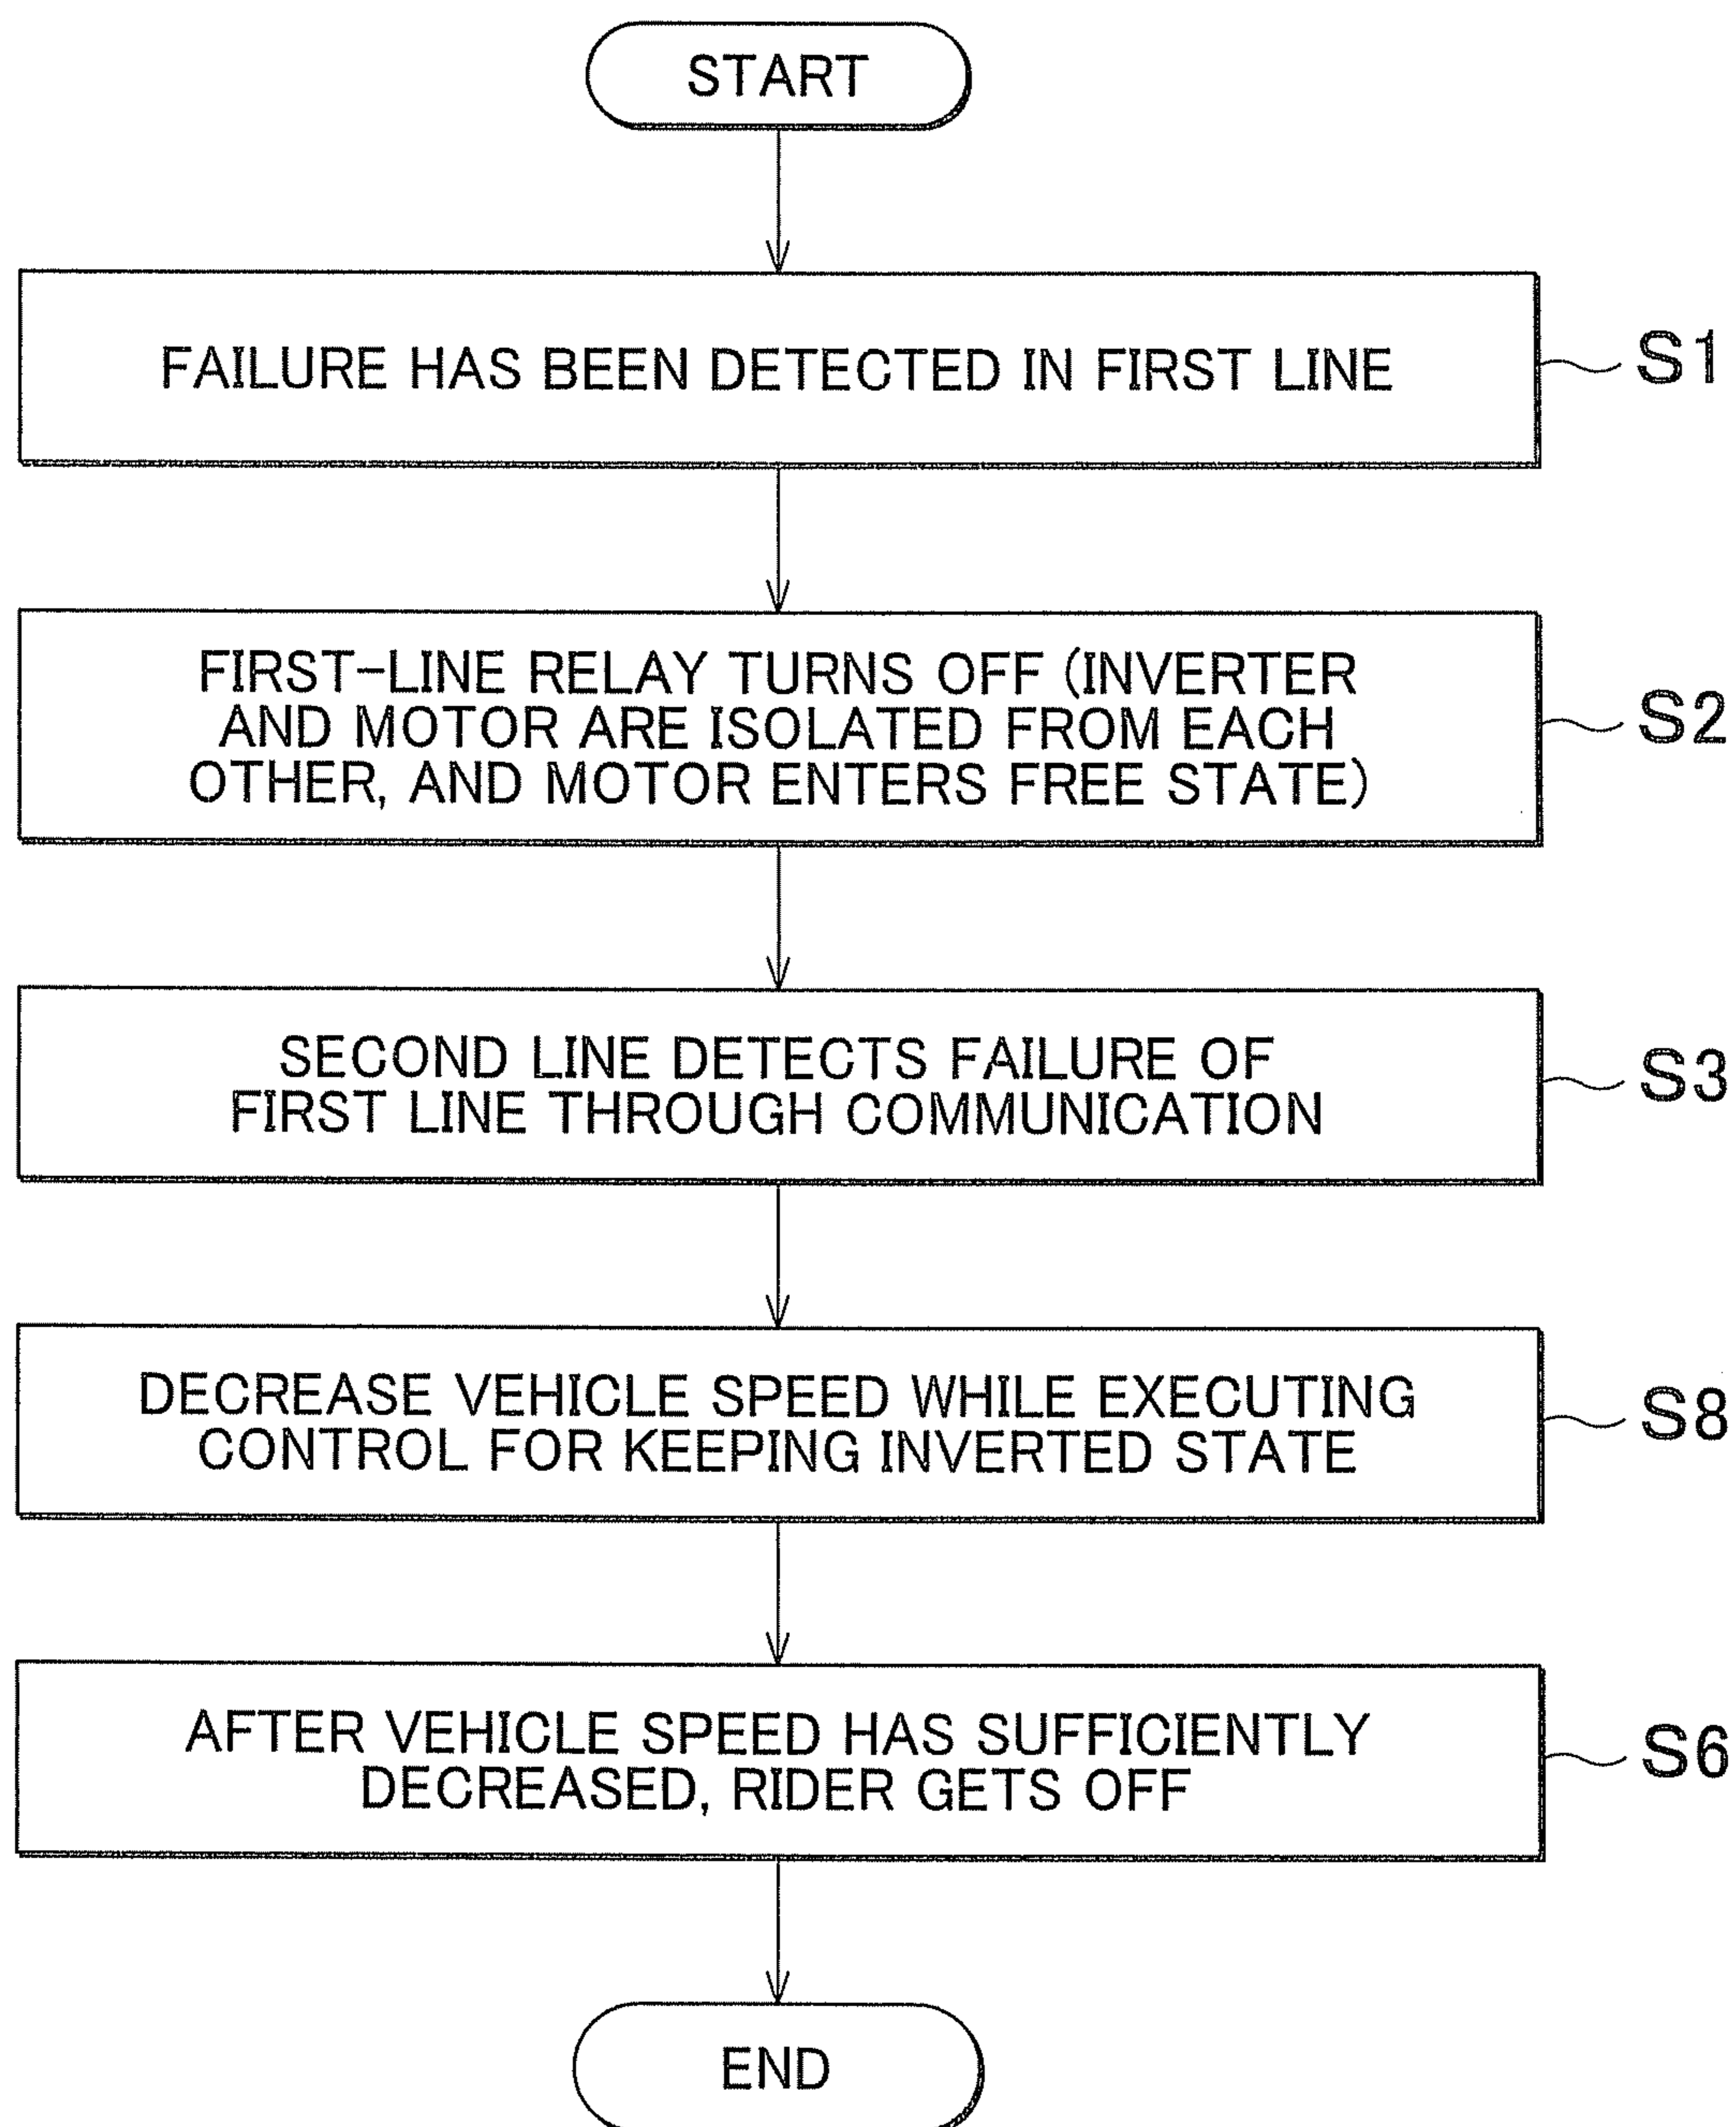 START
FAILURE HAS BEEN DETECTED IN FIRST LINE
S1
FIRST-LINE RELAY TURNS OFF (INVERTER
AND MOTOR ARE ISOLATED FROM EACH
OTHER, AND MOTOR ENTERS FREE STATE)
S2
SECOND LINE DETECTS FAILURE OF
FIRST LINE THROUGH COMMUNICATION
S3
DECREASE VEHICLE SPEED WHILE EXECUTING
CONTROL FOR KEEPING INVERTED STATE
S8
AFTER VEHICLE SPEED HAS SUFFICIENTLY
DECREASED, RIDER GETS OFF
S6
END